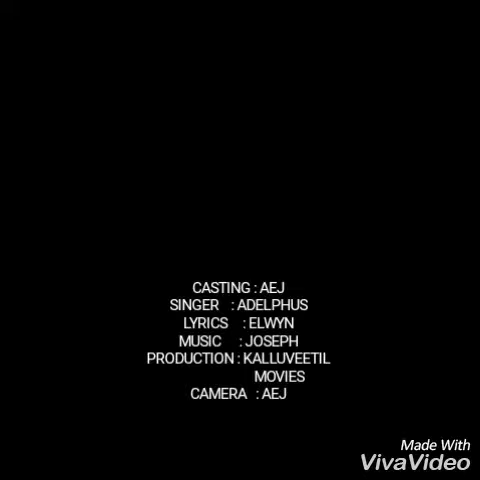 CASTING : AEJ
SINGER : ADELPHUS
LYRICS : ELWYN
MUSIC : JOSEPH
PRODUCTION : KALLUVEETIL
MOVIES
CAMERA : AEJ
Made With
VivaVideo